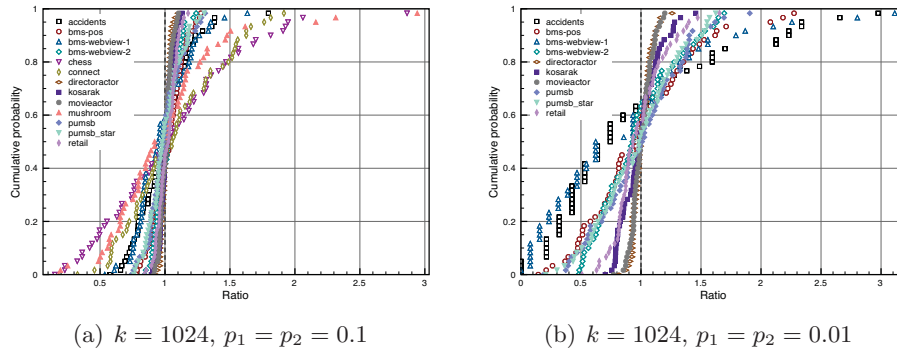 accidents
bms-pos
bms-webview-1
bms-webview-2
chess
connect
directoractor
kosarak
movieactor
mushroom
pumsb
pumsb_star
retail
Cumulative probability
1
0.8
0.6
0.4
0.2
0
0.5
1
1.5
2
2.5
3
Ratio
(a) k = 1024, p1 = p2 = 0.1
accidents
bms-pos
bms-webview-1
bms-webview-2
directoractor
kosarak
movieactor
pumsb
pumsb_star
retail
Cumulative probability
1
0.8
0.6
0.4
0.2
0
0
0.5
1
1.5
2
2.5
3
Ratio
(b) k = 1024, p1 = p2 = 0.01